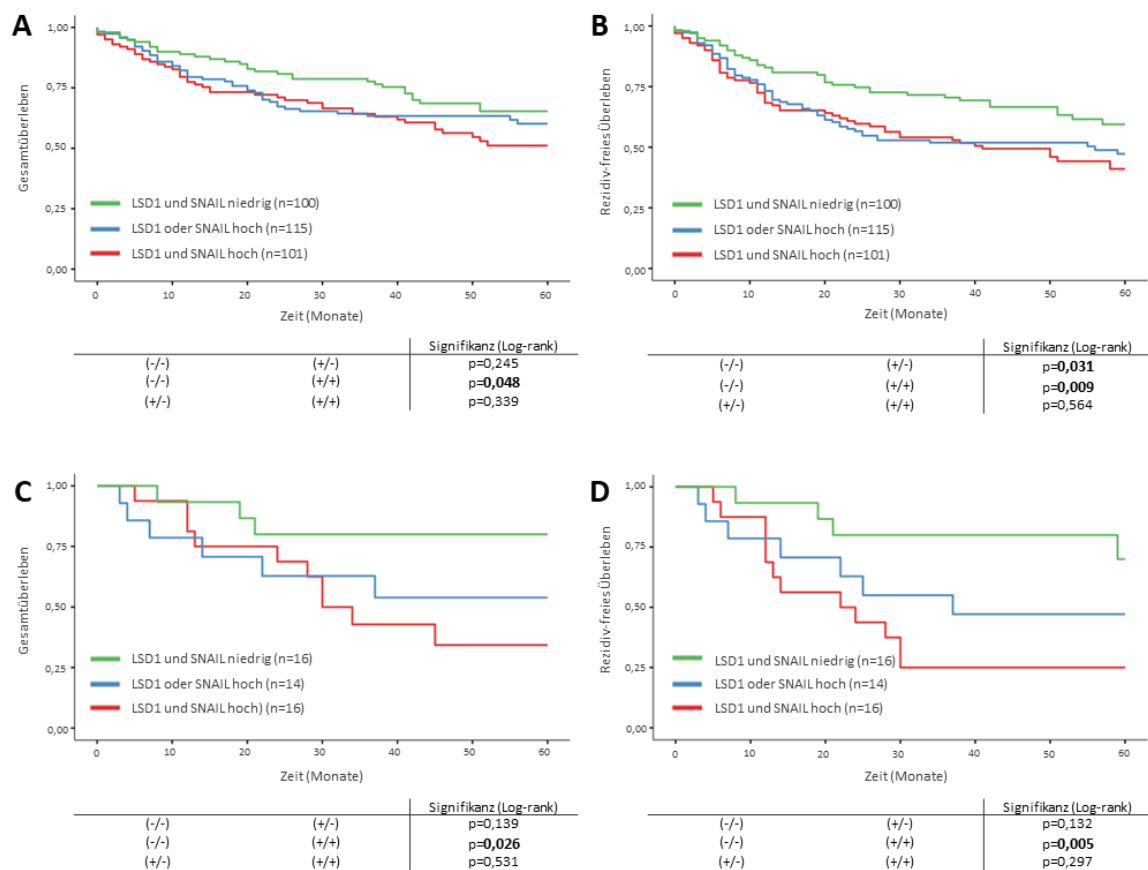 A
1,00
0,75
0,50
0,25
0,00
Gesamtüberleben
LSD1 und SNAIL niedrig (n=100)
LSD1 oder SNAIL hoch (n=115)
LSD1 und SNAIL hoch (n=101)
0 10 20 30 40 50 60
Zeit (Monate)
Signifikanz (Log-rank)
(-/-) (+/-) p=0,245
(-/-) (+/+) p=0,048
(+/-) (+/+) p=0,339
B
1,00
0,75
0,50
0,25
0,00
Rezidiv-freies Überleben
LSD1 und SNAIL niedrig (n=100)
LSD1 oder SNAIL hoch (n=115)
LSD1 und SNAIL hoch (n=101)
0 10 20 30 40 50 60
Zeit (Monate)
Signifikanz (Log-rank)
(-/-) (+/-) p=0,031
(-/-) (+/+) p=0,009
(+/-) (+/+) p=0,564
C
1,00
0,75
0,50
0,25
0,00
Gesamtüberleben
LSD1 und SNAIL niedrig (n=16)
LSD1 oder SNAIL hoch (n=14)
LSD1 und SNAIL hoch) (n=16)
0 10 20 30 40 50 60
Zeit (Monate)
Signifikanz (Log-rank)
(-/-) (+/-) p=0,139
(-/-) (+/+) p=0,026
(+/-) (+/+) p=0,531
D
1,00
0,75
0,50
0,25
0,00
Rezidiv-freies Überleben
LSD1 und SNAIL niedrig (n=16)
LSD1 oder SNAIL hoch (n=14)
LSD1 und SNAIL hoch (n=16)
0 10 20 30 40 50 60
Zeit (Monate)
Signifikanz (Log-rank)
(-/-) (+/-) p=0,132
(-/-) (+/+) p=0,005
(+/-) (+/+) p=0,297